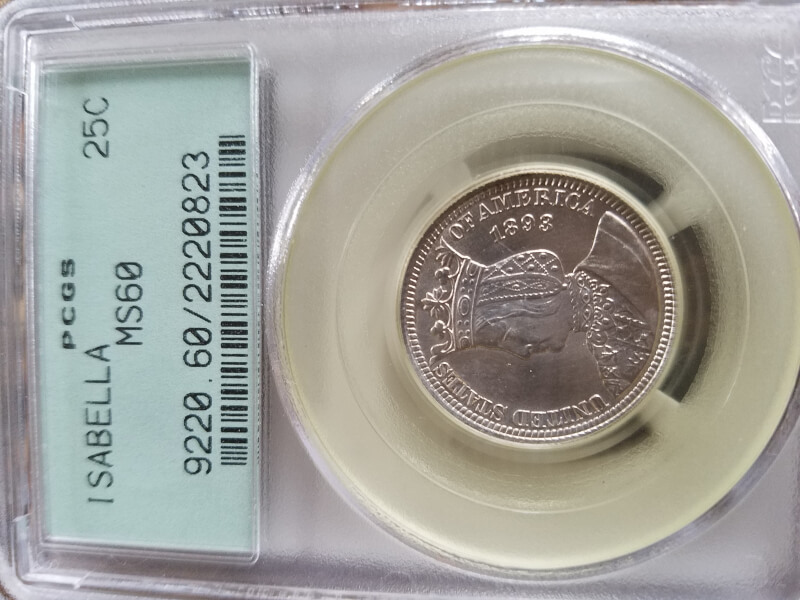 PCGS
ISABELLA 25C
MS60
9220.60/2220823
UNITED STATES OF AMERICA
1893